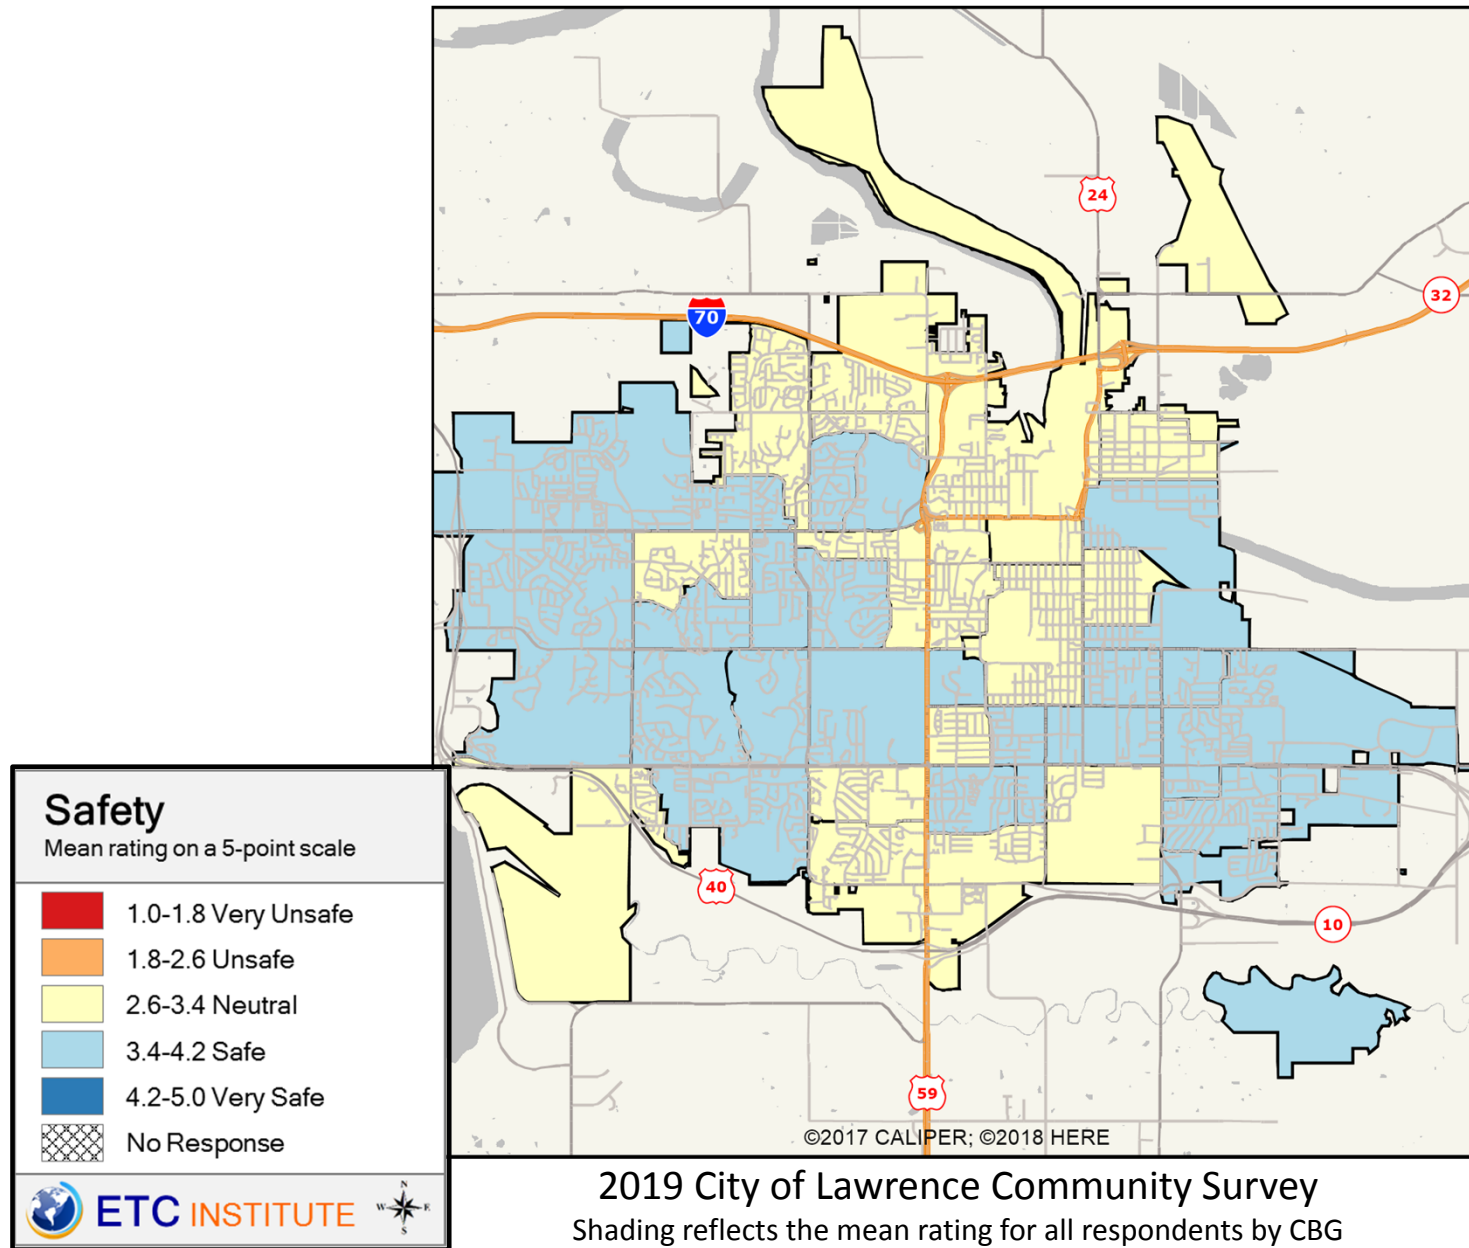 24
32
70
40
10
59
©2017 CALIPER; ©2018 HERE
Safety
Mean rating on a 5-point scale
1.0-1.8 Very Unsafe
1.8-2.6 Unsafe
2.6-3.4 Neutral
3.4-4.2 Safe
4.2-5.0 Very Safe
No Response
ETC INSTITUTE
N
W E
S
2019 City of Lawrence Community Survey
Shading reflects the mean rating for all respondents by CBG